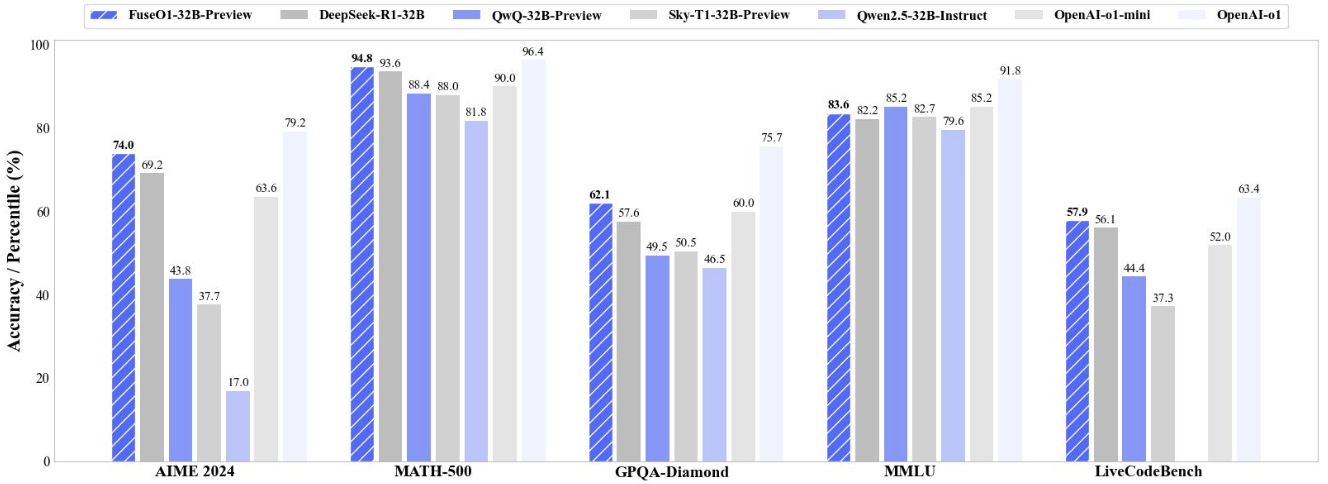 FuseO1-32B-Preview DeepSeek-R1-32B QwQ-32B-Preview Sky-T1-32B-Preview Qwen2.5-32B-Instruct OpenAI-o1-mini OpenAI-o1
Accuracy / Percentile (%)
100
80
60
40
20
0
74.0 69.2 43.8 37.7 17.0 63.6 79.2
94.8 93.6 88.4 88.0 81.8 90.0 96.4
62.1 57.6 49.5 50.5 46.5 60.0 75.7
83.6 82.2 85.2 82.7 79.6 85.2 91.8
57.9 56.1 44.4 37.3 52.0 63.4
AIME 2024 MATH-500 GPQA-Diamond MMLU LiveCodeBench